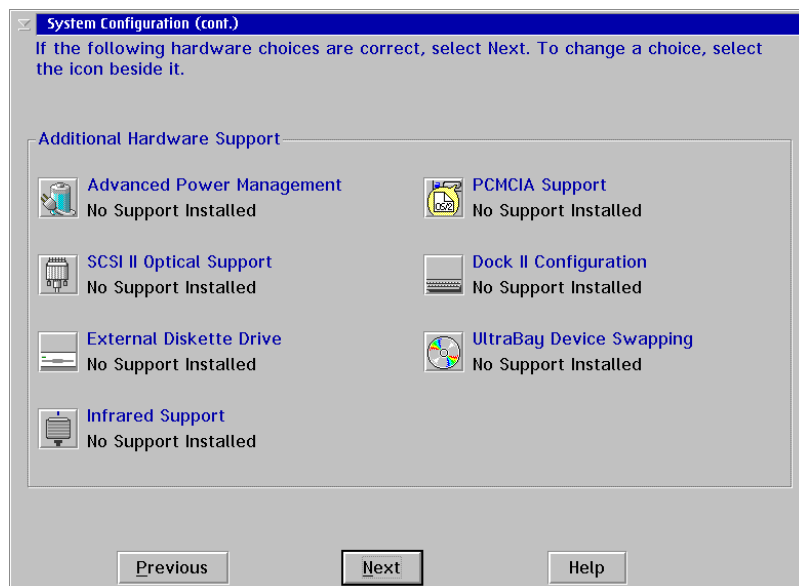 System Configuration (cont.)
If the following hardware choices are correct, select Next. To change a choice, select
the icon beside it.
Additional Hardware Support
Advanced Power Management
No Support Installed
PCMCIA Support
No Support Installed
OS/2
SCSI II Optical Support
No Support Installed
Dock II Configuration
No Support Installed
External Diskette Drive
No Support Installed
UltraBay Device Swapping
No Support Installed
Infrared Support
No Support Installed
Previous
Next
Help